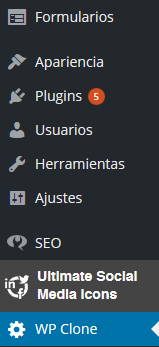 Formularios
Apariencia
Plugins 5
Usuarios
Herramientas
Ajustes
SEO
Ultimate Social
Media Icons
WP Clone